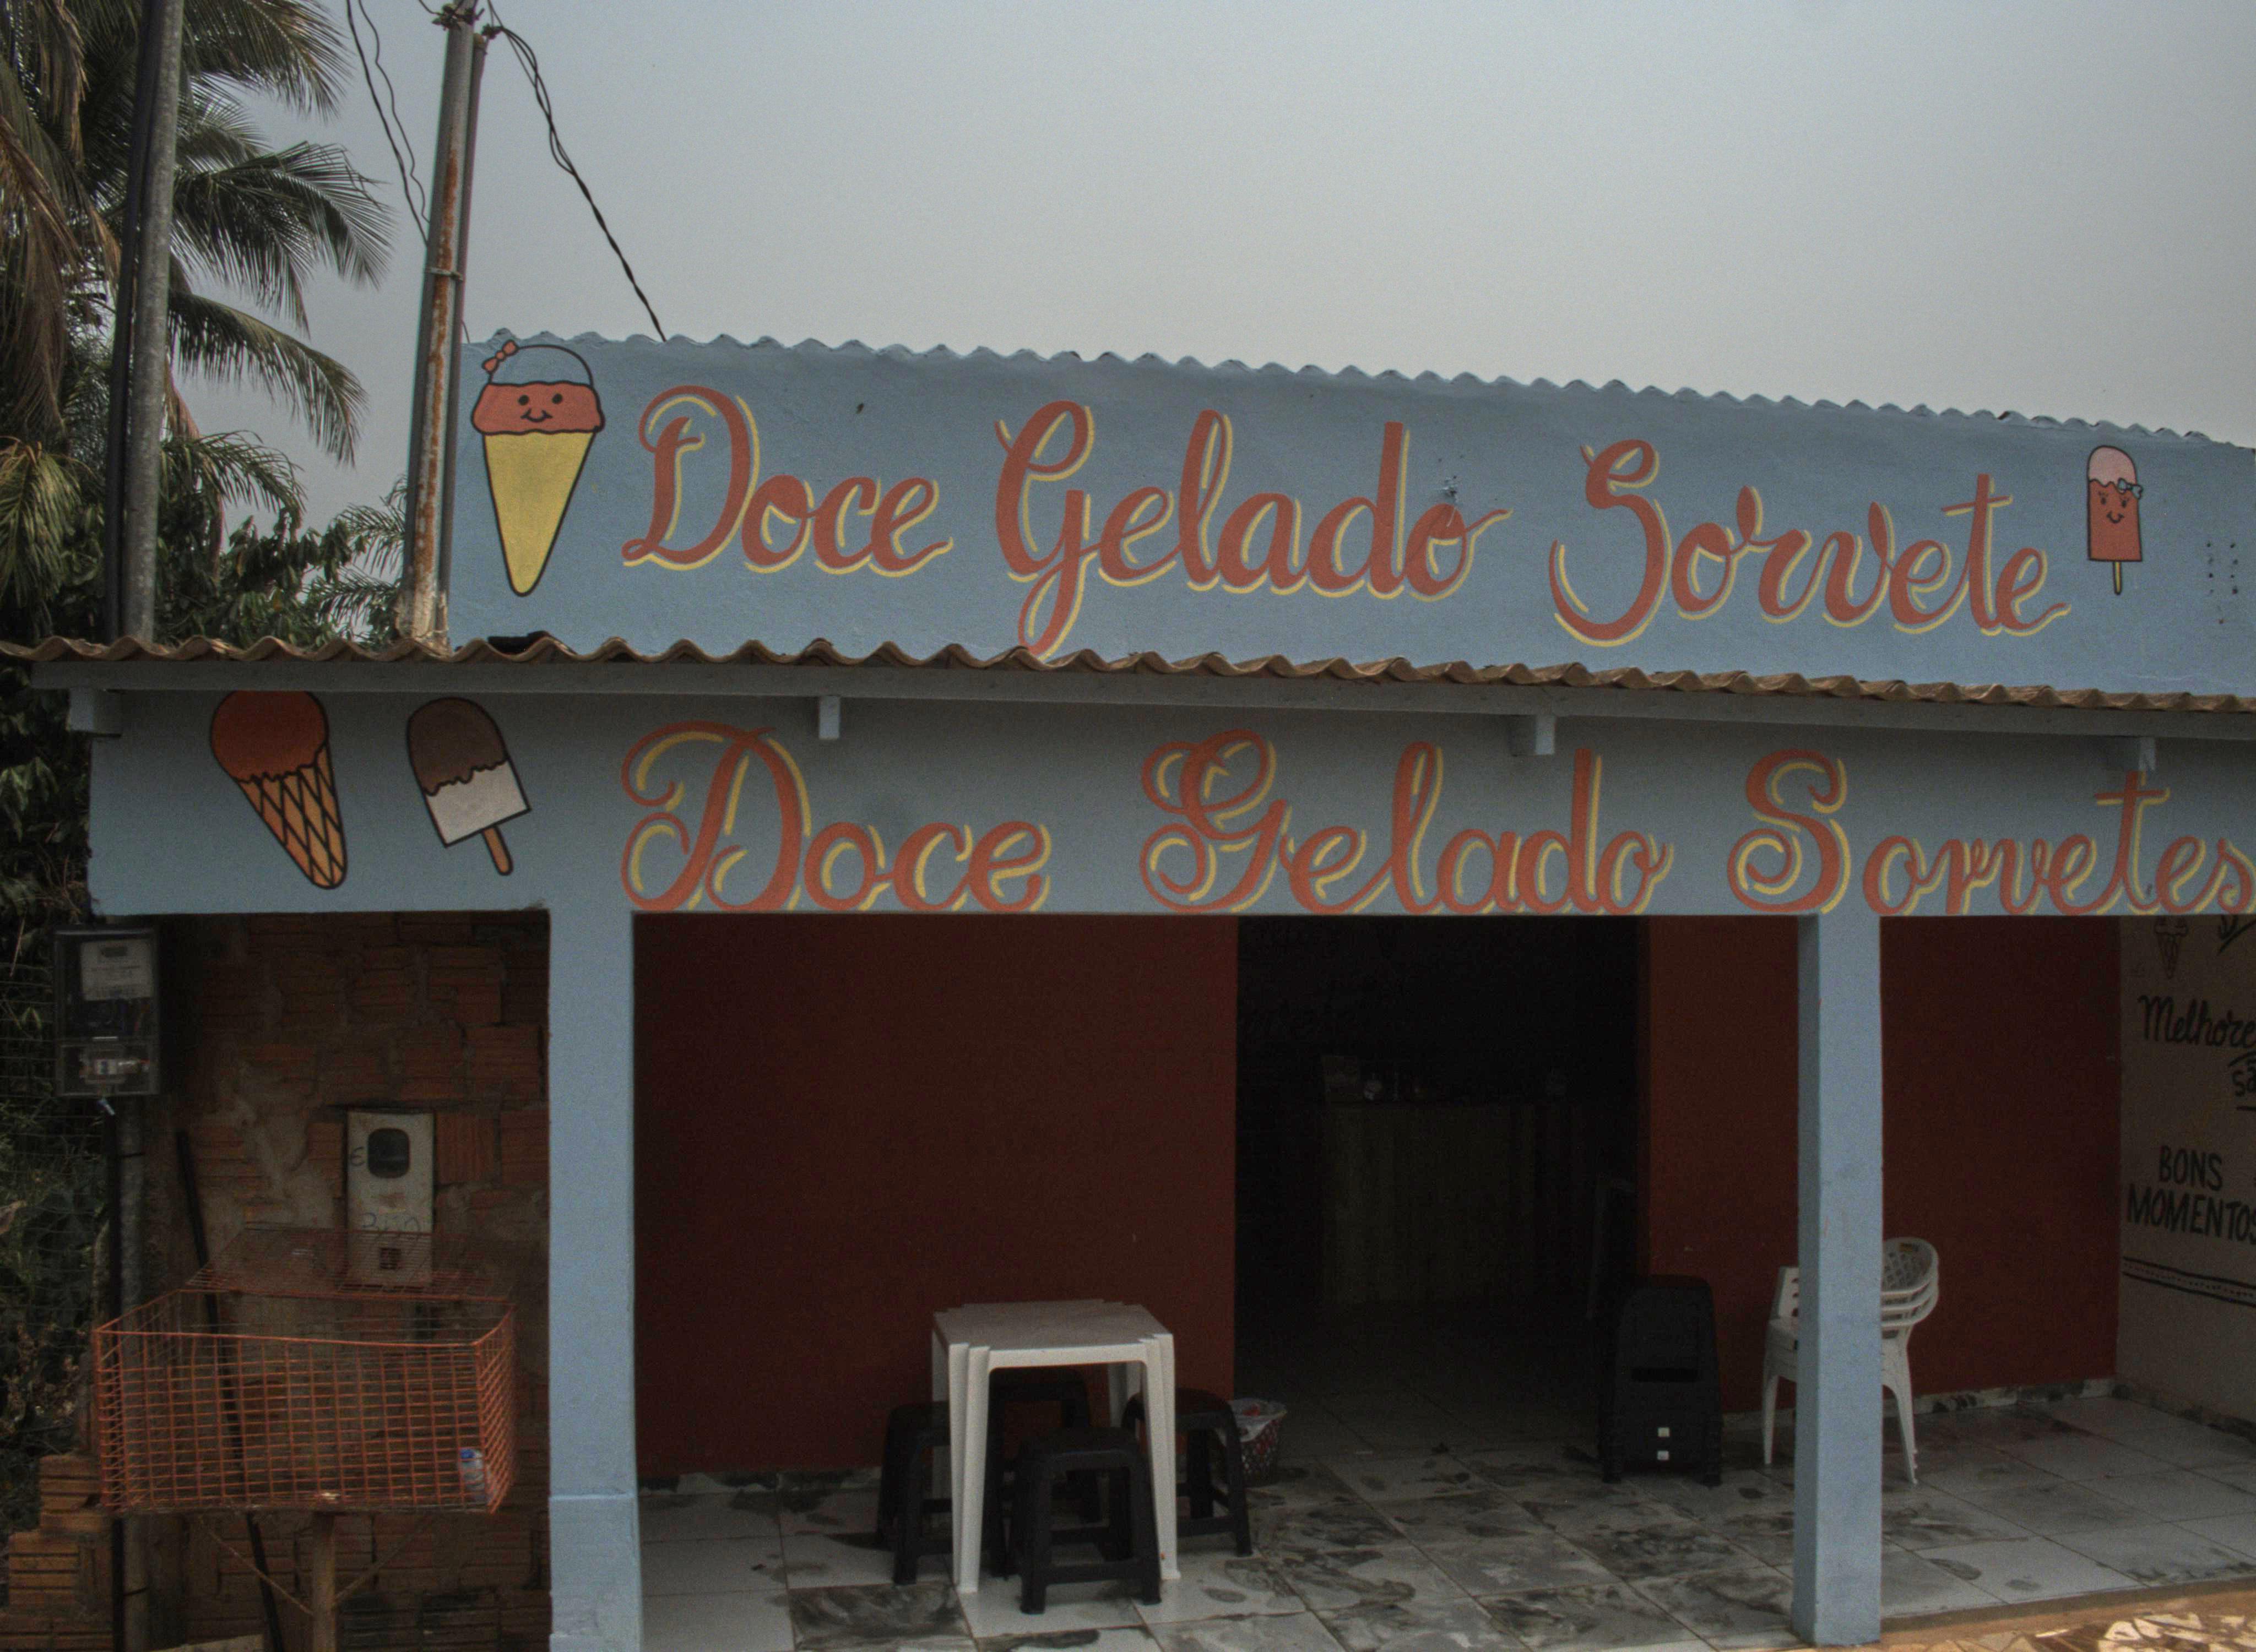 Doce Gelado Sorvete
Doce Gelado Sorvetes
BONS
MOMENTOS